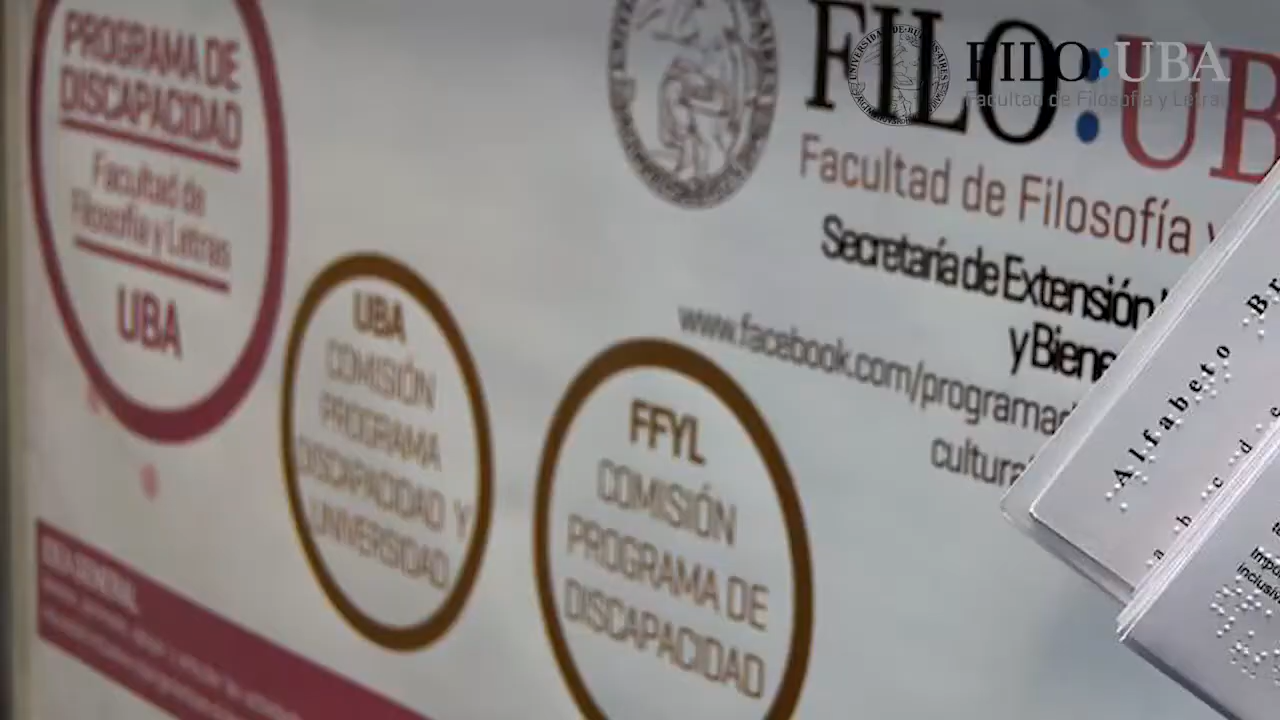 PROGRAMA DE
DISCAPACIDAD
Facultad de
Filosofía y Letras
UBA
UBA
COMISIÓN
PROGRAMA
DISCAPACIDAD Y
UNIVERSIDAD
FFYL
COMISIÓN
PROGRAMA DE
DISCAPACIDAD
FILO:UB
Facultad de Filosofía y
Secretaría de Extensión
y Biene
www.facebook.com/programad
cultura
FILO:UBA
Facultad de Filosofía y Letras
Alfabeto Br
a b c d e
Impo
inclusiv